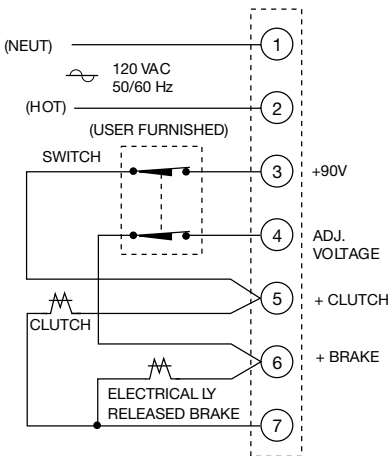 (NEUT)
1
120 VAC
50/60 Hz
(HOT)
2
(USER FURNISHED)
SWITCH
3
+90V
4
ADJ.
VOLTAGE
5
+ CLUTCH
CLUTCH
6
+ BRAKE
ELECTRICAL LY
RELEASED BRAKE
7